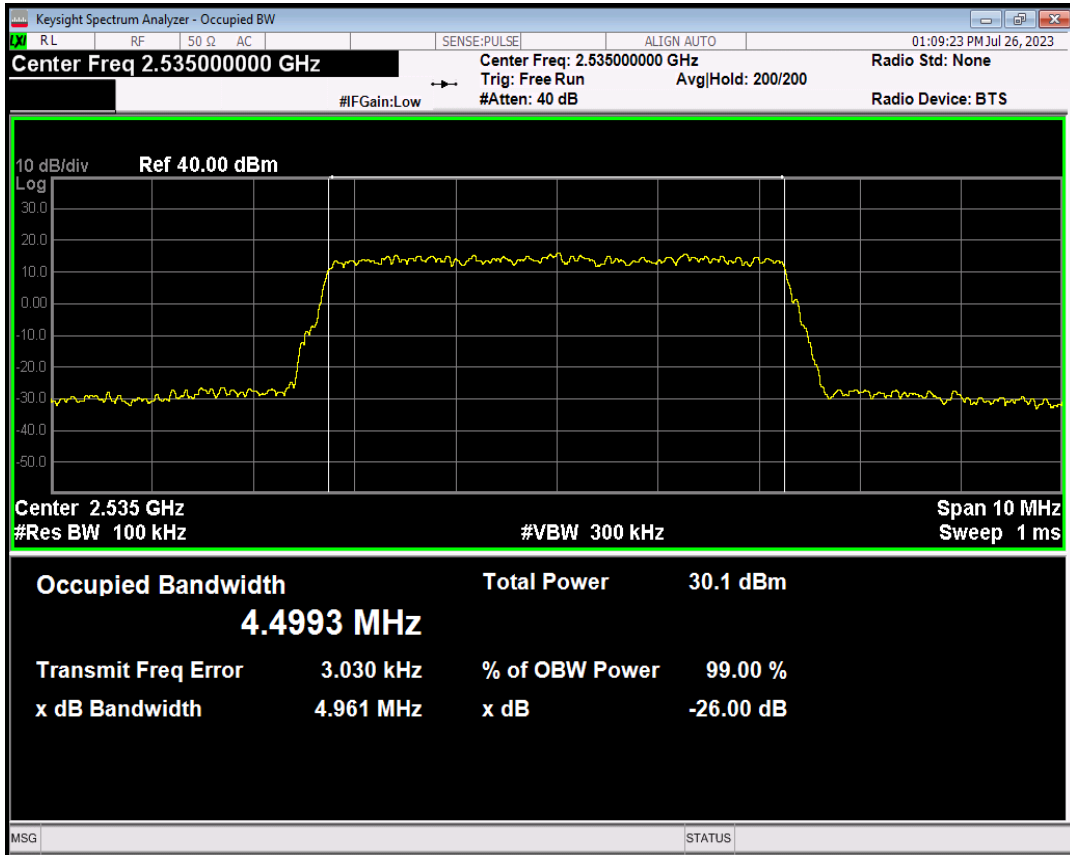 Keysight Spectrum Analyzer - Occupied BW
LXI RL RF 50 Ω AC SENSE:PULSE ALIGN AUTO 01:09:23 PM Jul 26, 2023
Center Freq 2.535000000 GHz Center Freq: 2.535000000 GHz Radio Std: None
Trig: Free Run Avg|Hold: 200/200
#IFGain:Low #Atten: 40 dB Radio Device: BTS
10 dB/div Ref 40.00 dBm
Log
30.0
20.0
10.0
0.00
-10.0
-20.0
-30.0
-40.0
-50.0
Center 2.535 GHz Span 10 MHz
#Res BW 100 kHz #VBW 300 kHz Sweep 1 ms
Occupied Bandwidth Total Power 30.1 dBm
4.4993 MHz
Transmit Freq Error 3.030 kHz % of OBW Power 99.00 %
x dB Bandwidth 4.961 MHz x dB -26.00 dB
MSG STATUS